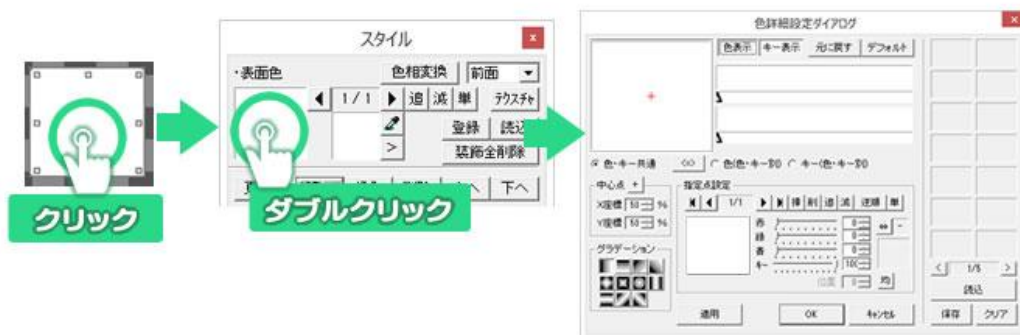 クリック
スタイル
・表面色
色相変換
前面
1/1
追
減
単
テクスチャ
登録
読込
>
装飾全削除
下へ
ダブルクリック
色詳細設定ダイアログ
色表示
キー表示
元に戻す
デフォルト
色・キー共通
色(色・キー別)
キー(色・キー別)
中心点
+
X座標 50 %
Y座標 50 %
グラデーション
指定点設定
1/1
挿
削
追
減
逆順
単
赤 0
緑 0
青 0
キー 100
位置 0
均
適用
OK
キャンセル
< 1/5 >
読込
保存
クリア